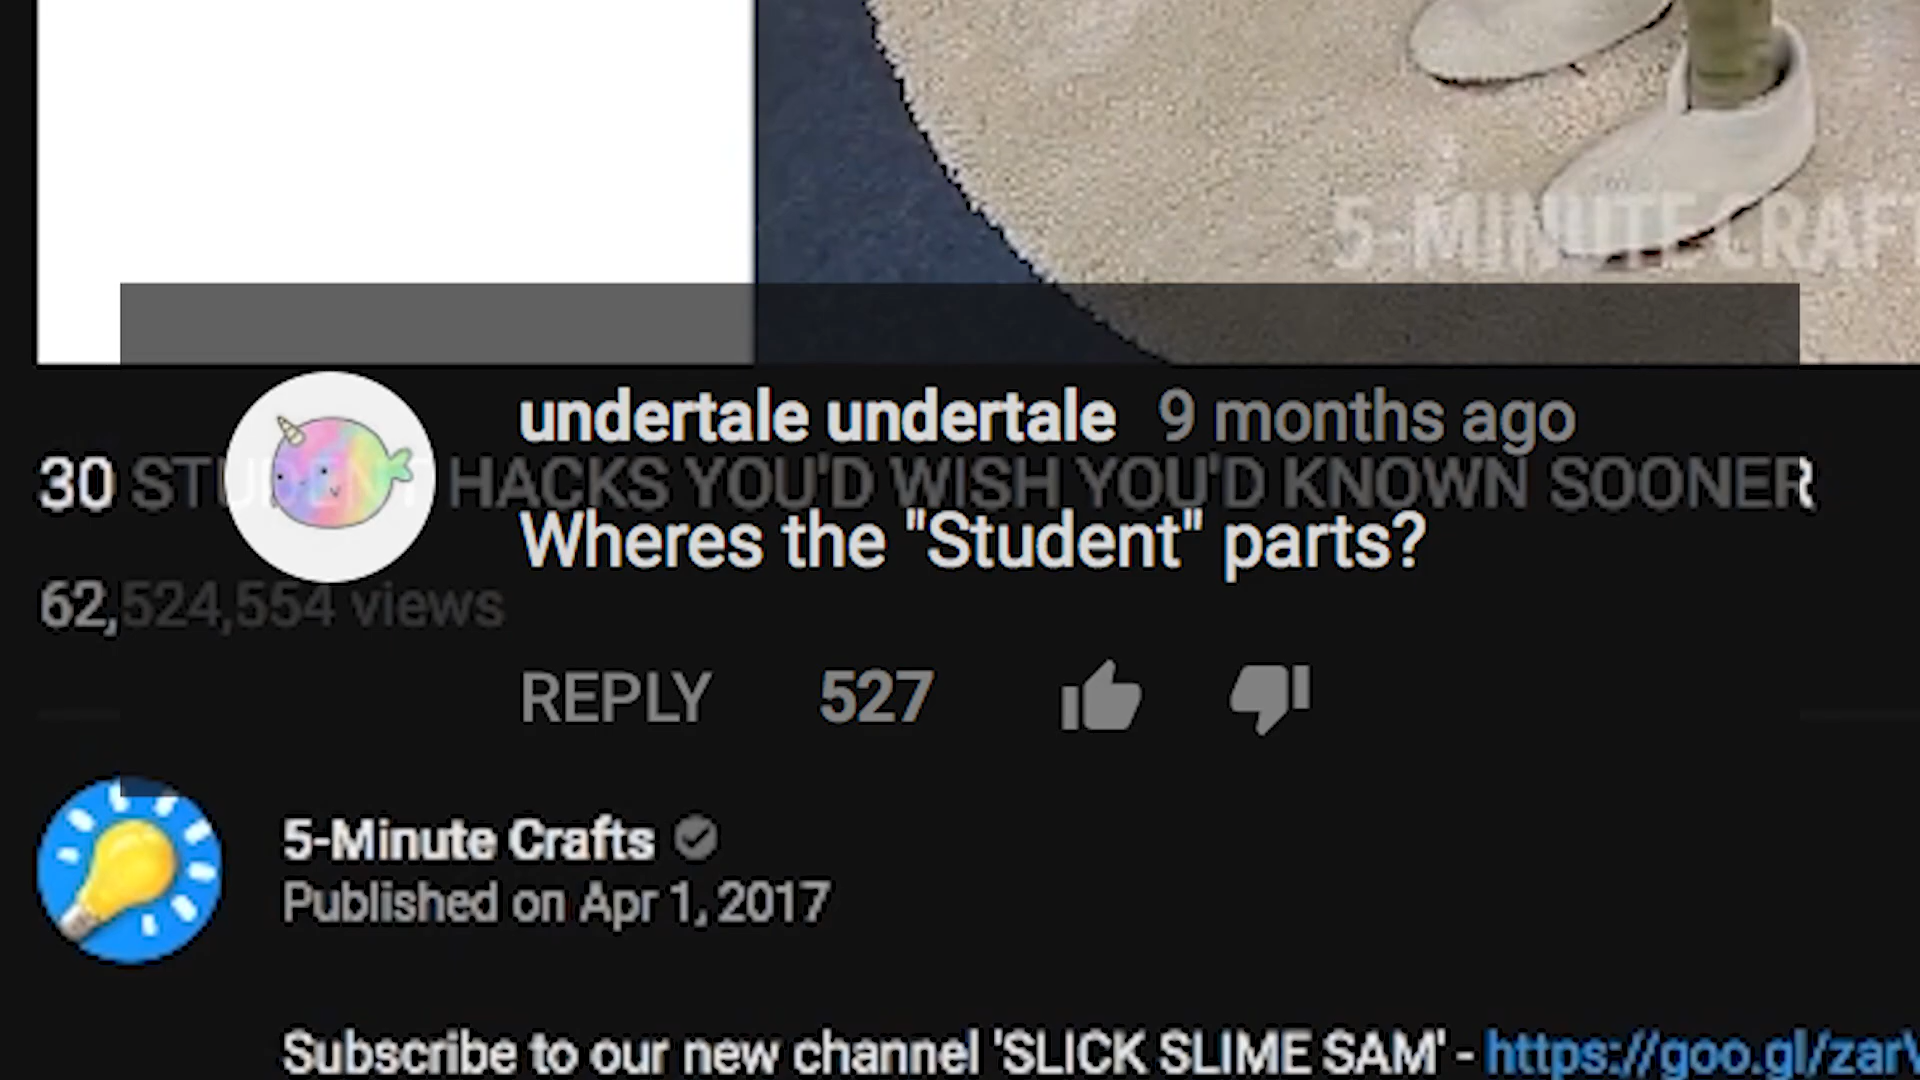 5-MINUTE CRAF
undertale undertale 9 months ago
30 STUDENT HACKS YOU'D WISH YOU'D KNOWN SOONER
Wheres the "Student" parts?
62,524,554 views
REPLY 527
5-Minute Crafts
Published on Apr 1, 2017
Subscribe to our new channel 'SLICK SLIME SAM' - https://goo.gl/zar